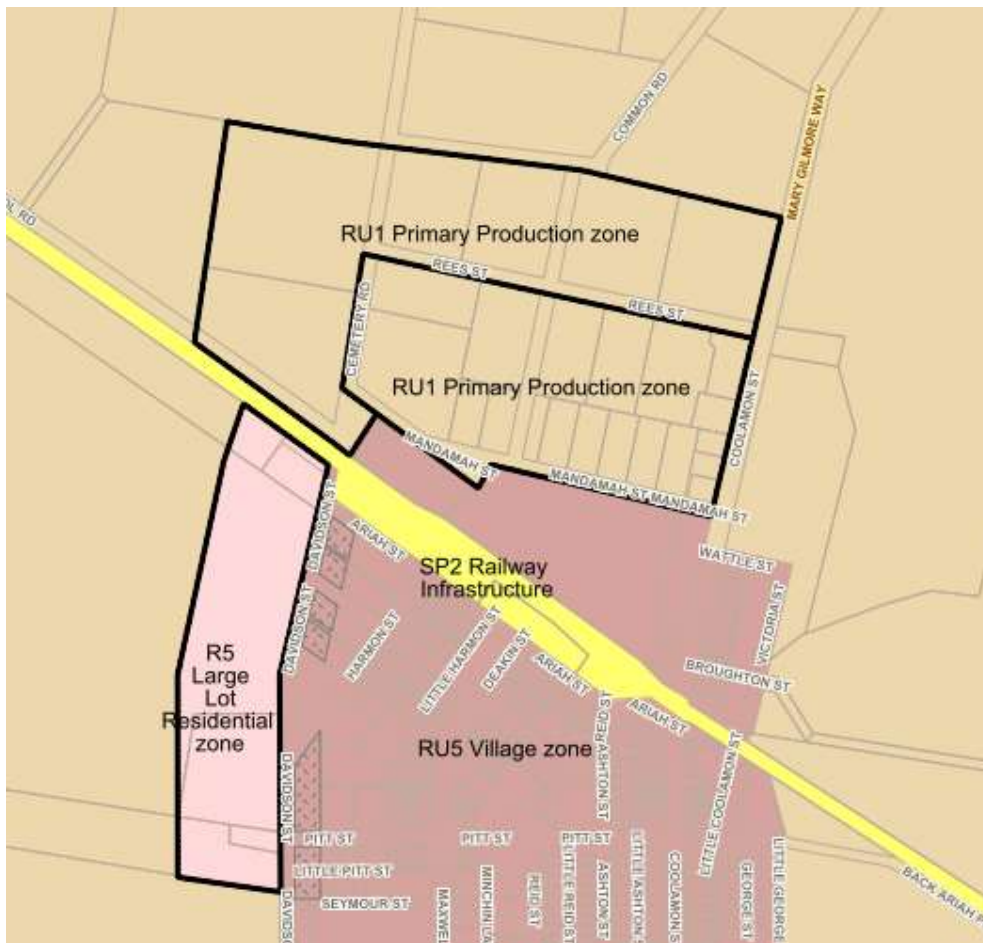 COMMON RD
MARY GILMORE WAY
RU1 Primary Production zone
REES ST
REES ST
CEMETERY RD
RU1 Primary Production zone
COOLAMON ST
MANDAMAH ST
MANDAMAH ST MANDAMAH ST
DAVIDSON ST
ARIAH ST
WATTLE ST
SP2 Railway
Infrastructure
DAVIDSON ST
HARMON ST
LITTLE HARMON ST
DEAKIN ST
ARIAH ST
VICTORIA ST
BROUGHTON ST
R5
Large
Lot
Residential
zone
REID ST
ARIAH ST
RU5 Village zone
ASHTON ST
LITTLE COOLAMON ST
DAVIDSON ST
PITT ST
PITT ST
PITT ST
LITTLE PITT ST
SEYMOUR ST
MINCHIN
REID ST
LITTLE REID ST
ASHTON ST
LITTLE ASHTON
COOLAMON
GEORGE ST
LITTLE GEORGE
BACK ARIAH